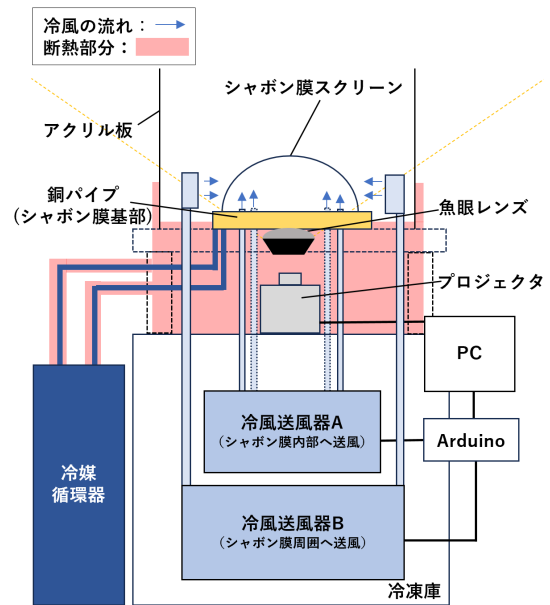 冷風の流れ：
断熱部分：
シャボン膜スクリーン
アクリル板
銅パイプ
(シャボン膜基部)
魚眼レンズ
プロジェクタ
PC
冷風送風器A
(シャボン膜内部へ送風)
Arduino
冷媒
循環器
冷風送風器B
(シャボン膜周囲へ送風)
冷凍庫